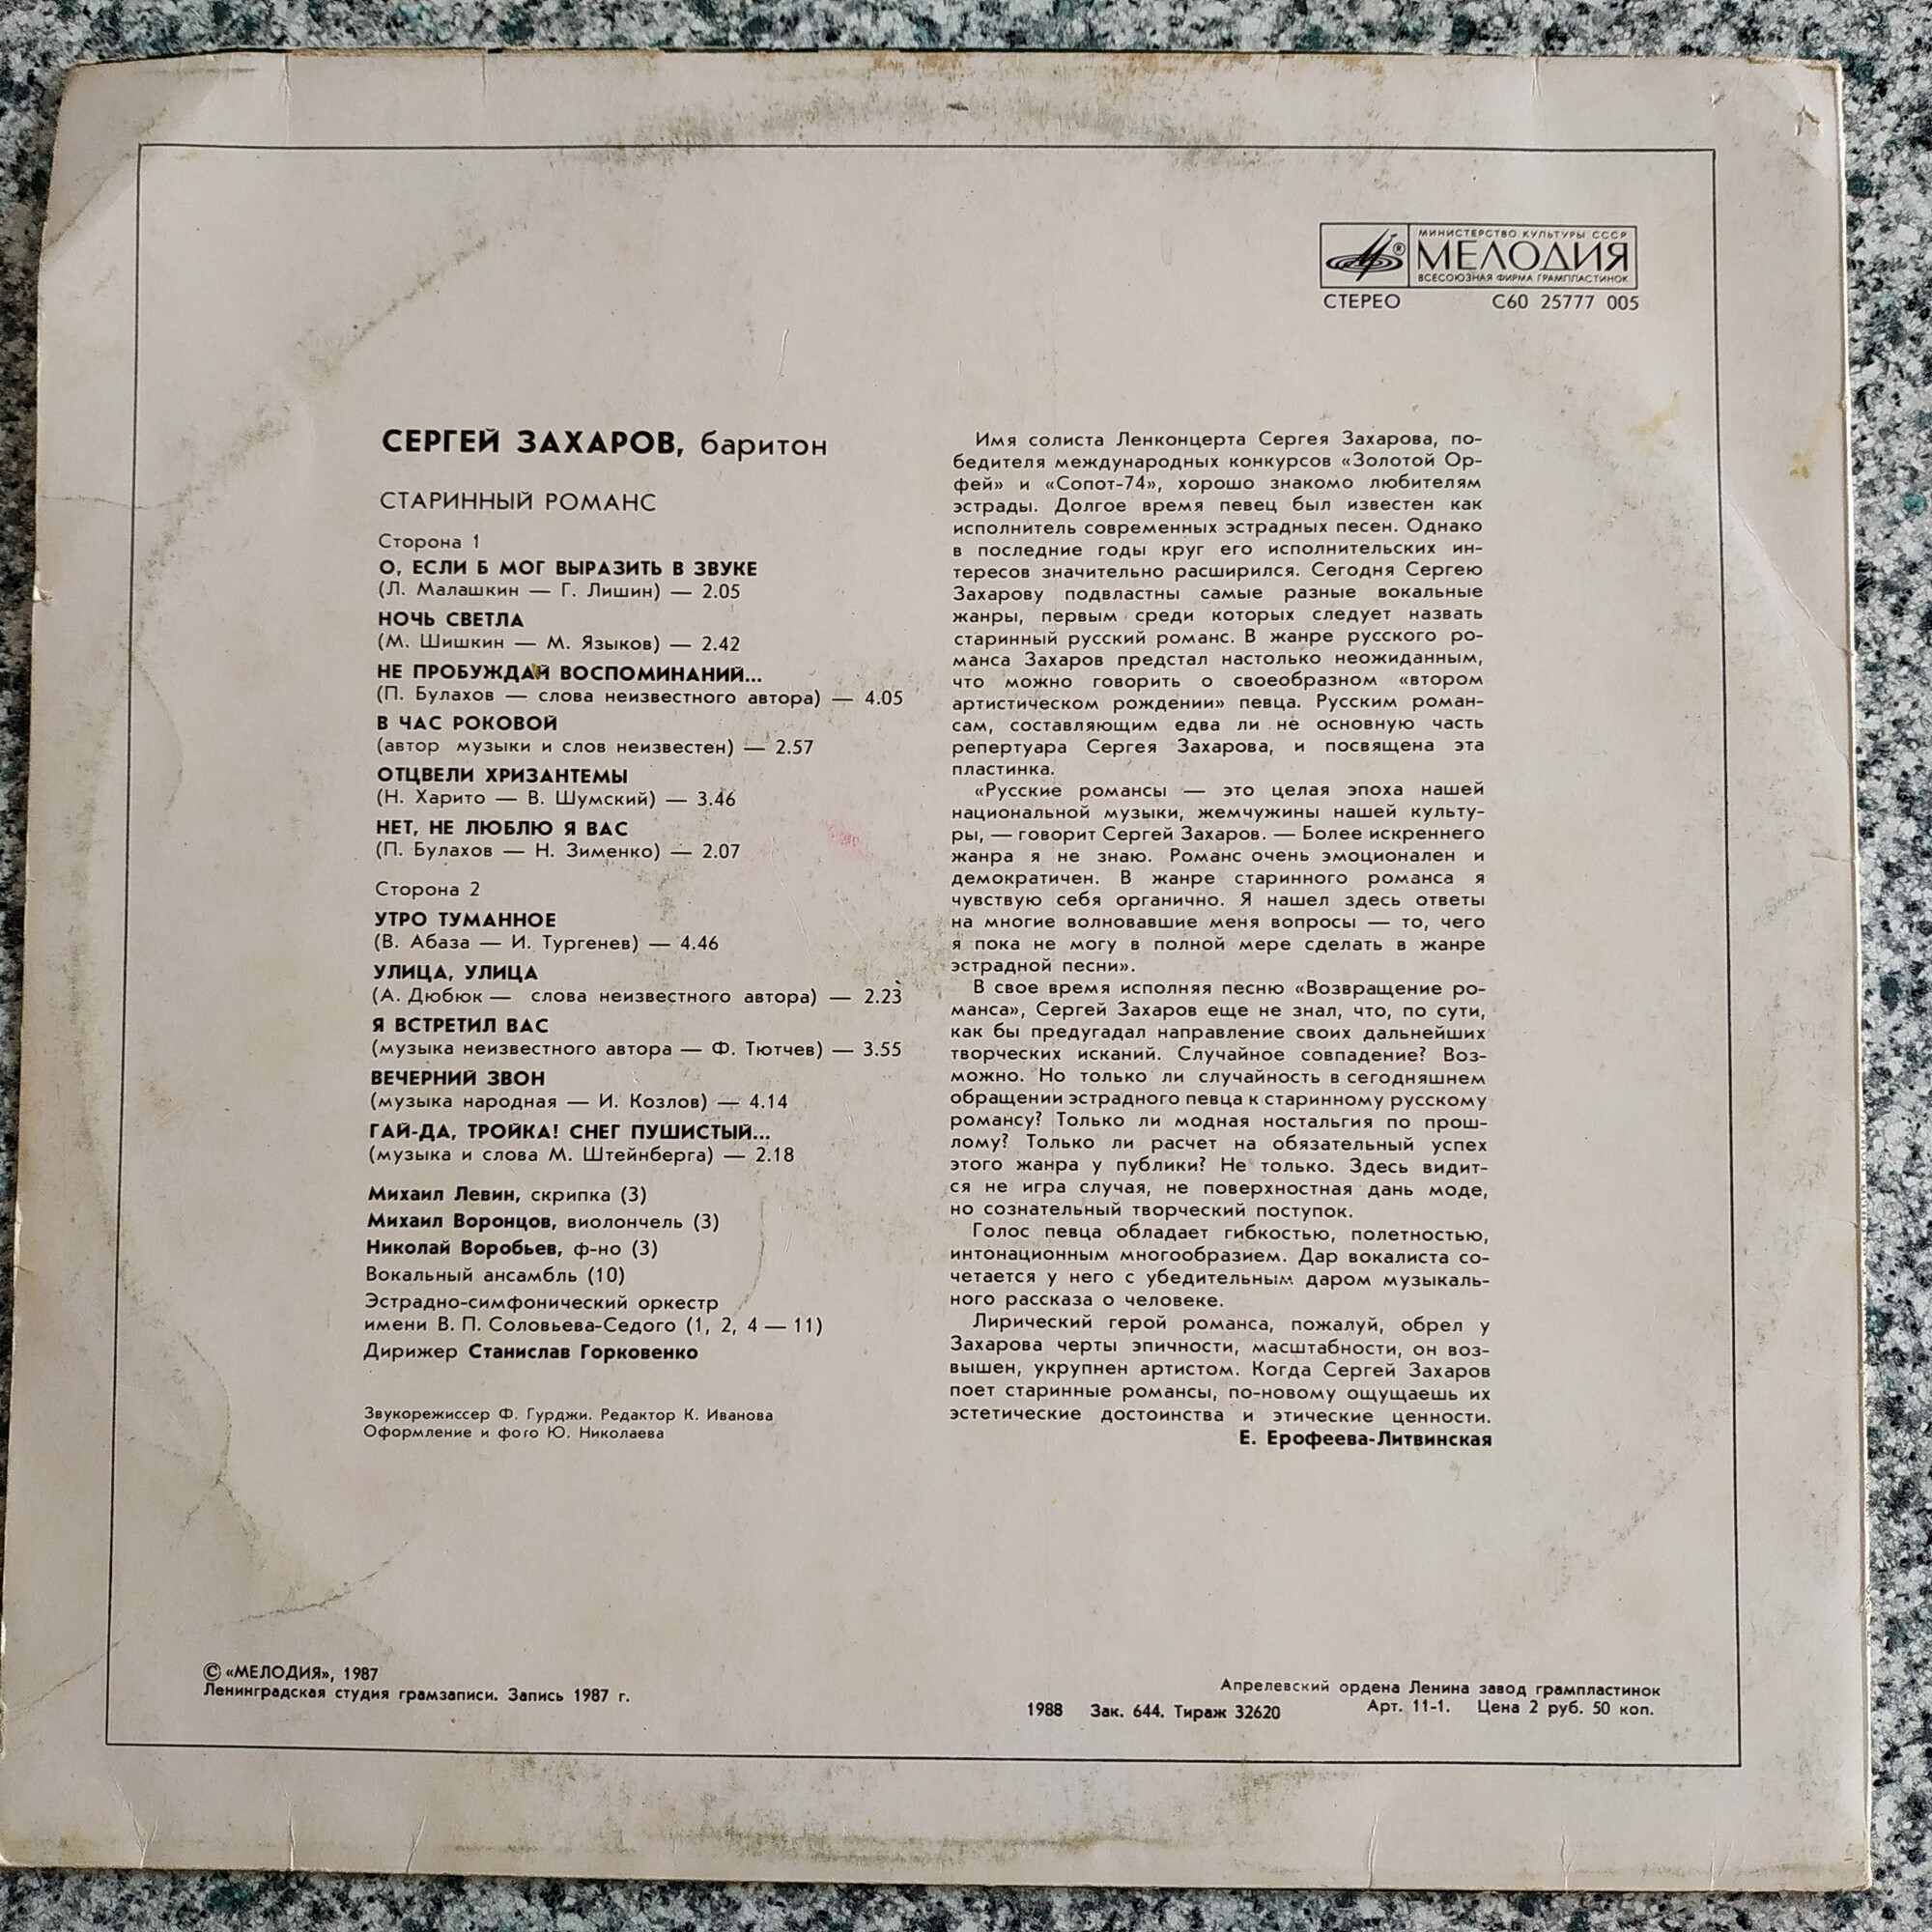 МИНИСТЕРСТВО КУЛЬТУРЫ СССР
МЕЛОДИЯ
ВСЕСОЮЗНАЯ ФИРМА ГРАМПЛАСТИНОК
СТЕРЕО С60 25777 005
СЕРГЕЙ ЗАХАРОВ, баритон
СТАРИННЫЙ РОМАНС
Сторона 1
О, ЕСЛИ Б МОГ ВЫРАЗИТЬ В ЗВУКЕ
(Л. Малашкин — Г. Лишин) — 2.05
НОЧЬ СВЕТЛА
(М. Шишкин — М. Языков) — 2.42
НЕ ПРОБУЖДАЙ ВОСПОМИНАНИЙ...
(П. Булахов — слова неизвестного автора) — 4.05
В ЧАС РОКОВОЙ
(автор музыки и слов неизвестен) — 2.57
ОТЦВЕЛИ ХРИЗАНТЕМЫ
(Н. Харито — В. Шумский) — 3.46
НЕТ, НЕ ЛЮБЛЮ Я ВАС
(П. Булахов — Н. Зименко) — 2.07
Сторона 2
УТРО ТУМАННОЕ
(В. Абаза — И. Тургенев) — 4.46
УЛИЦА, УЛИЦА
(А. Дюбюк — слова неизвестного автора) — 2.23
Я ВСТРЕТИЛ ВАС
(музыка неизвестного автора — Ф. Тютчев) — 3.55
ВЕЧЕРНИЙ ЗВОН
(музыка народная — И. Козлов) — 4.14
ГАЙ-ДА, ТРОЙКА! СНЕГ ПУШИСТЫЙ...
(музыка и слова М. Штейнберга) — 2.18
Михаил Левин, скрипка (3)
Михаил Воронцов, виолончель (3)
Николай Воробьев, ф-но (3)
Вокальный ансамбль (10)
Эстрадно-симфонический оркестр
имени В. П. Соловьева-Седого (1, 2, 4 — 11)
Дирижер Станислав Горковенко
Звукорежиссер Ф. Гурджи. Редактор К. Иванова
Оформление и фото Ю. Николаева
Имя солиста Ленконцерта Сергея Захарова, по-
бедителя международных конкурсов «Золотой Ор-
фей» и «Сопот-74», хорошо знакомо любителям
эстрады. Долгое время певец был известен как
исполнитель современных эстрадных песен. Однако
в последние годы круг его исполнительских ин-
тересов значительно расширился. Сегодня Сергею
Захарову подвластны самые разные вокальные
жанры, первым среди которых следует назвать
старинный русский романс. В жанре русского ро-
манса Захаров предстал настолько неожиданным,
что можно говорить о своеобразном «втором
артистическом рождении» певца. Русским роман-
сам, составляющим едва ли не основную часть
репертуара Сергея Захарова, и посвящена эта
пластинка.
«Русские романсы — это целая эпоха нашей
национальной музыки, жемчужины нашей культу-
ры, — говорит Сергей Захаров. — Более искреннего
жанра я не знаю. Романс очень эмоционален и
демократичен. В жанре старинного романса я
чувствую себя органично. Я нашел здесь ответы
на многие волновавшие меня вопросы — то, чего
я пока не могу в полной мере сделать в жанре
эстрадной песни».
В свое время исполняя песню «Возвращение ро-
манса», Сергей Захаров еще не знал, что, по сути,
как бы предугадал направление своих дальнейших
творческих исканий. Случайное совпадение? Воз-
можно. Но только ли случайность в сегодняшнем
обращении эстрадного певца к старинному русскому
романсу? Только ли модная ностальгия по прош-
лому? Только ли расчет на обязательный успех
этого жанра у публики? Не только. Здесь видит-
ся не игра случая, не поверхностная дань моде,
но сознательный творческий поступок.
Голос певца обладает гибкостью, полетностью,
интонационным многообразием. Дар вокалиста со-
четается у него с убедительным даром музыкаль-
ного рассказа о человеке.
Лирический герой романса, пожалуй, обрел у
Захарова черты эпичности, масштабности, он воз-
вышен, укрупнен артистом. Когда Сергей Захаров
поет старинные романсы, по-новому ощущаешь их
эстетические достоинства и этические ценности.
Е. Ерофеева-Литвинская
© «МЕЛОДИЯ», 1987
Ленинградская студия грамзаписи. Запись 1987 г.
Апрелевский ордена Ленина завод грампластинок
1988 Зак. 644. Тираж 32620 Арт. 11-1. Цена 2 руб. 50 коп.